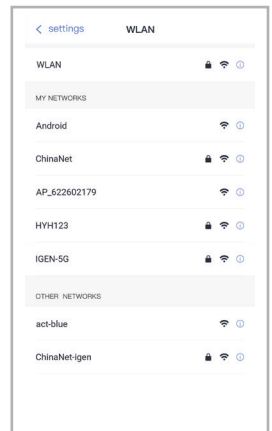 settings WLAN
WLAN
MY NETWORKS
Android
ChinaNet
AP_622602179
HYH123
IGEN-5G
OTHER NETWORKS
act-blue
ChinaNet-igen